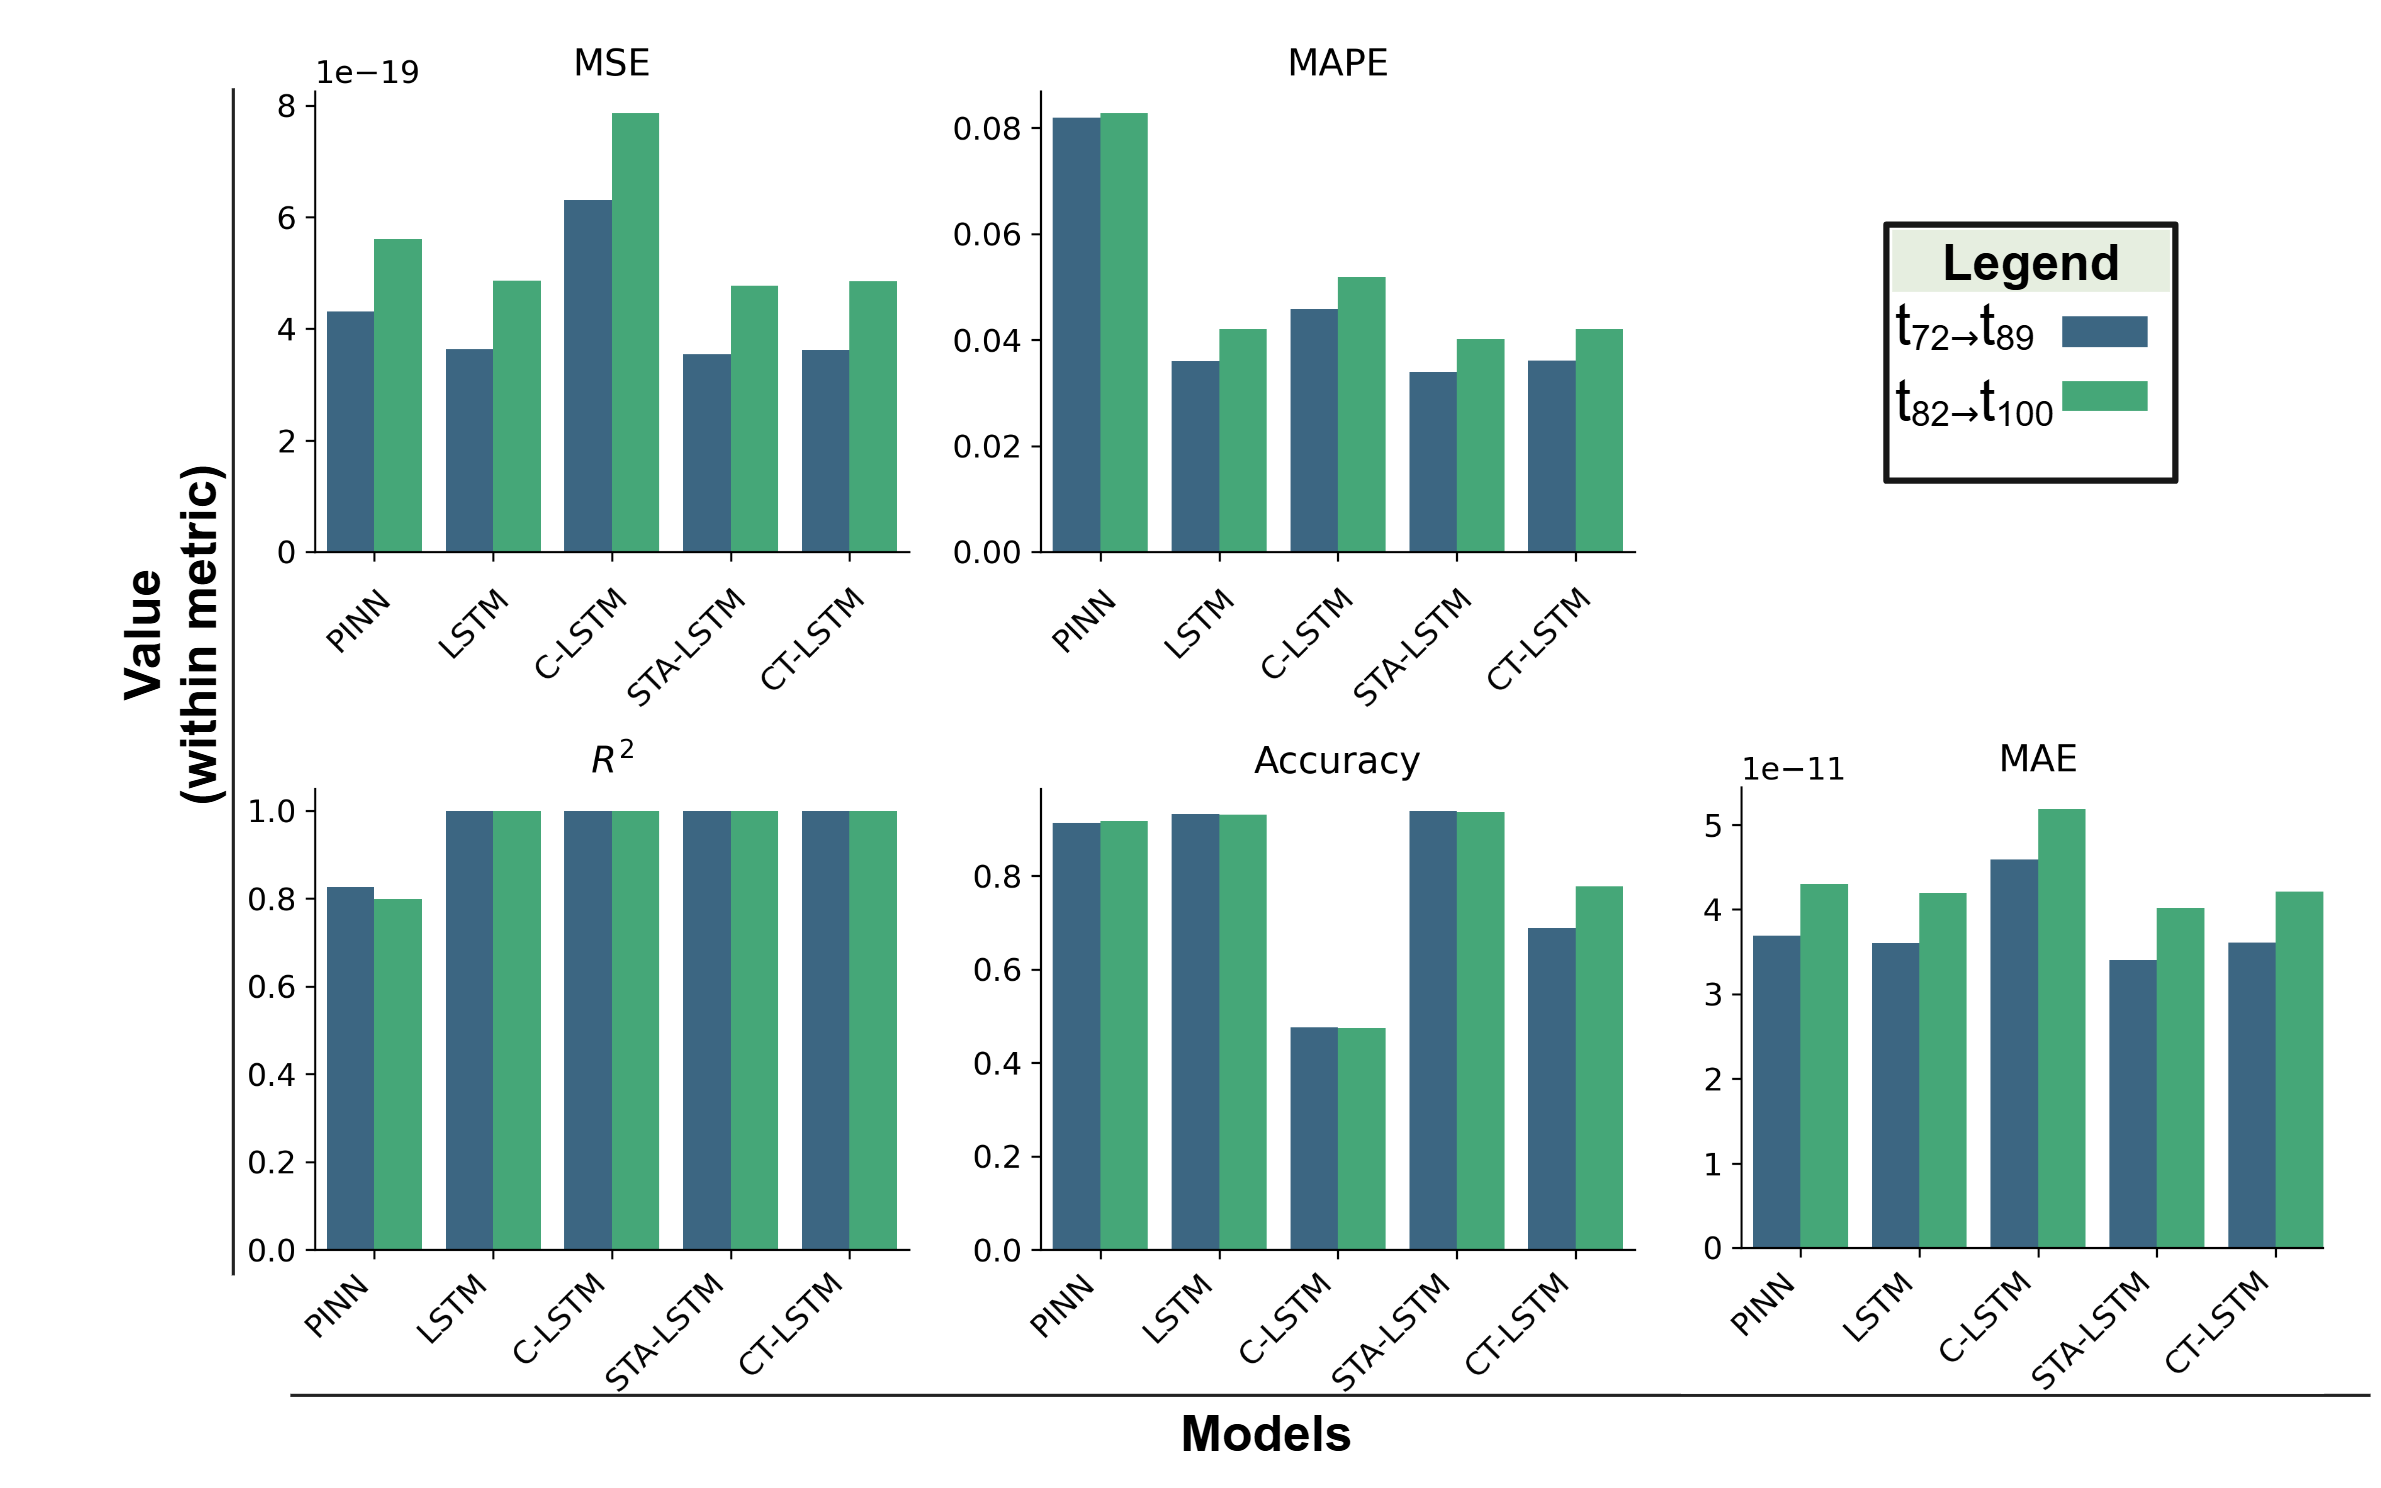 MSE
1e−19
8
6
4
2
0
PINN
LSTM
C-LSTM
STA-LSTM
CT-LSTM
MAPE
0.08
0.06
0.04
0.02
0.00
PINN
LSTM
C-LSTM
STA-LSTM
CT-LSTM
Legend
t72→t89
t82→t100
Value
(within metric)
R²
1.0
0.8
0.6
0.4
0.2
0.0
PINN
LSTM
C-LSTM
STA-LSTM
CT-LSTM
Accuracy
0.8
0.6
0.4
0.2
0.0
PINN
LSTM
C-LSTM
STA-LSTM
CT-LSTM
MAE
1e−11
5
4
3
2
1
0
PINN
LSTM
C-LSTM
STA-LSTM
CT-LSTM
Models